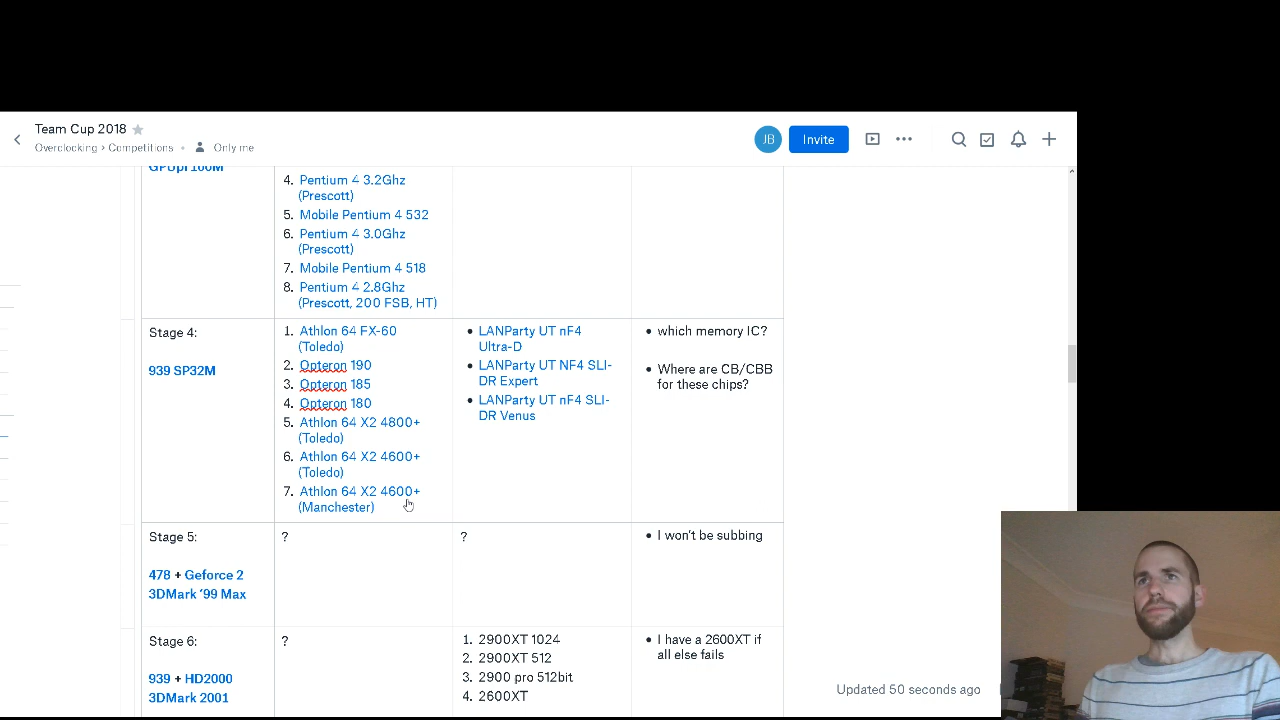 Team Cup 2018
Overclocking > Competitions • Only me
JB
Invite
GPUpi 100M
4. Pentium 4 3.2Ghz
(Prescott)
5. Mobile Pentium 4 532
6. Pentium 4 3.0Ghz
(Prescott)
7. Mobile Pentium 4 518
8. Pentium 4 2.8Ghz
(Prescott, 200 FSB, HT)
Stage 4:
939 SP32M
1. Athlon 64 FX-60
(Toledo)
2. Opteron 190
3. Opteron 185
4. Opteron 180
5. Athlon 64 X2 4800+
(Toledo)
6. Athlon 64 X2 4600+
(Toledo)
7. Athlon 64 X2 4600+
(Manchester)
• LANParty UT nF4
Ultra-D
• LANParty UT NF4 SLI-
DR Expert
• LANParty UT nF4 SLI-
DR Venus
• which memory IC?
• Where are CB/CBB
for these chips?
Stage 5:
478 + Geforce 2
3DMark '99 Max
?
?
• I won't be subbing
Stage 6:
939 + HD2000
3DMark 2001
?
1. 2900XT 1024
2. 2900XT 512
3. 2900 pro 512bit
4. 2600XT
• I have a 2600XT if
all else fails
Updated 50 seconds ago